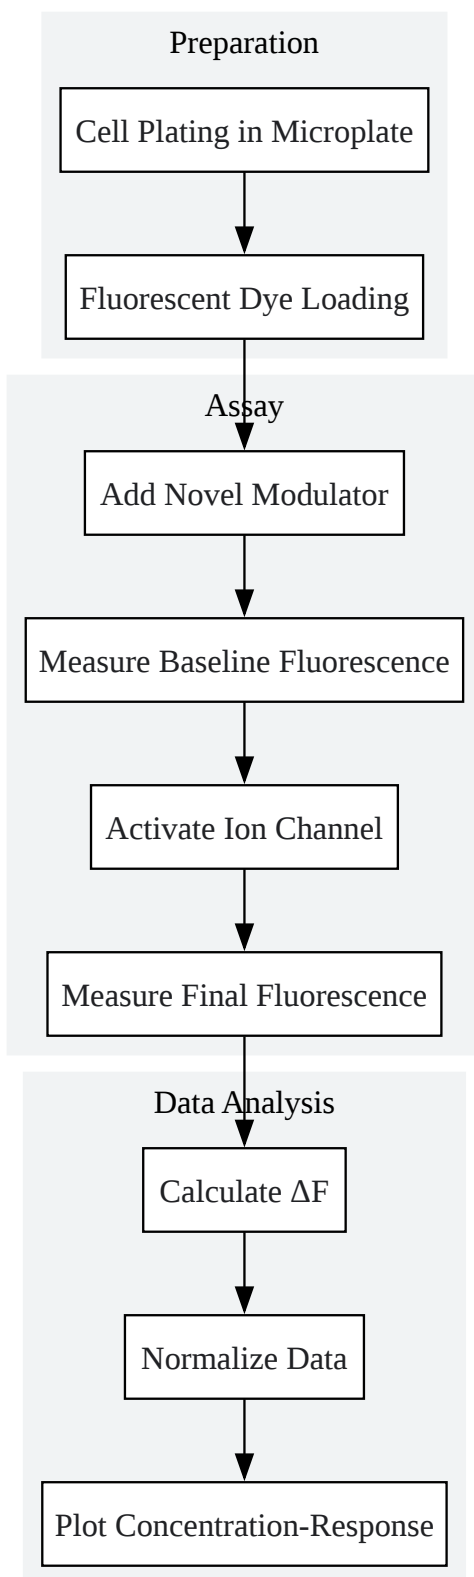 Preparation
Cell Plating in Microplate
Fluorescent Dye Loading
Assay
Add Novel Modulator
Measure Baseline Fluorescence
Activate Ion Channel
Measure Final Fluorescence
Data Analysis
Calculate ΔF
Normalize Data
Plot Concentration-Response